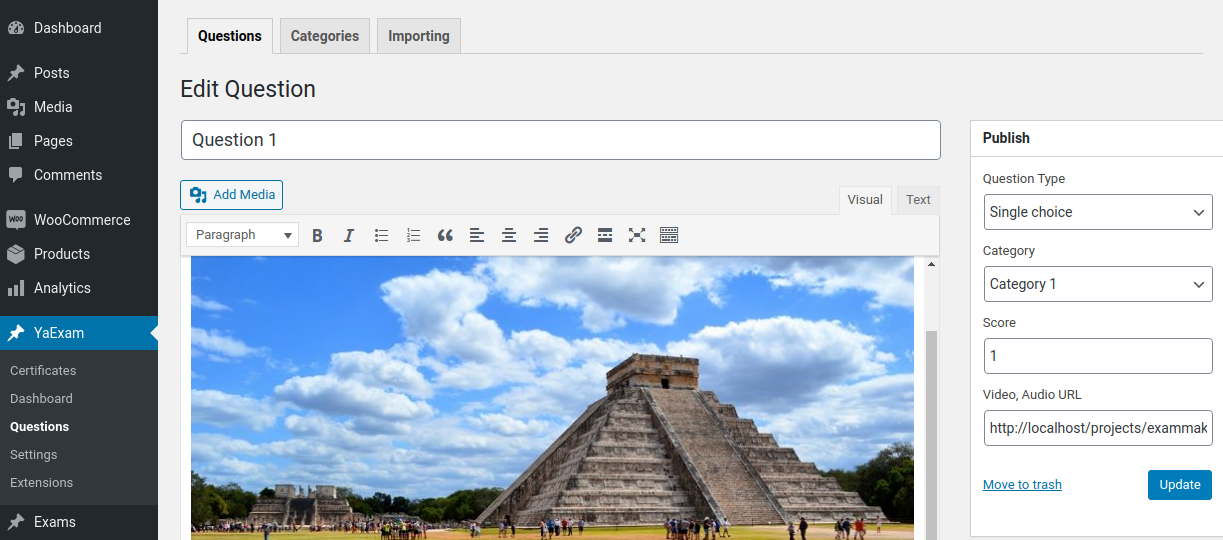 Dashboard
Posts
Media
Pages
Comments
WooCommerce
Products
Analytics
YaExam
Certificates
Dashboard
Questions
Settings
Extensions
Exams
Questions
Categories
Importing
Edit Question
Question 1
Add Media
Visual
Text
Paragraph
B
I
Publish
Question Type
Single choice
Category
Category 1
Score
1
Video, Audio URL
http://localhost/projects/exammak
Move to trash
Update